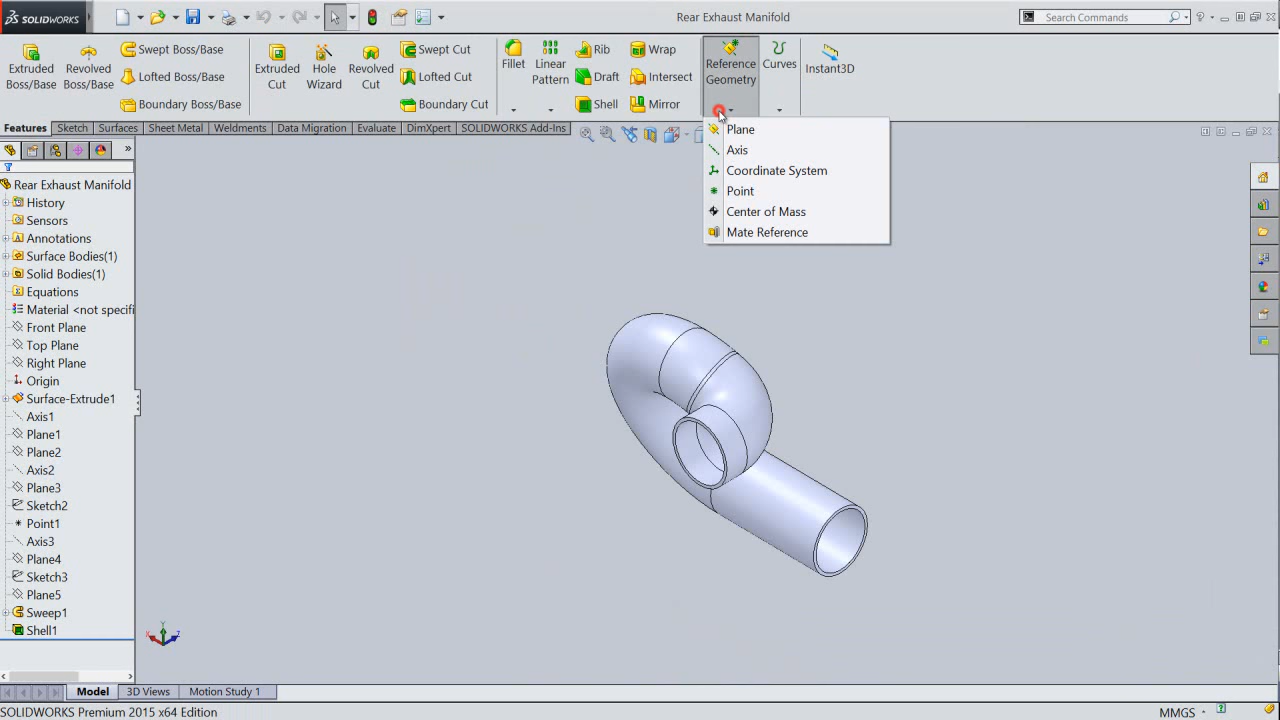 SOLIDWORKS
Rear Exhaust Manifold
Search Commands
Extruded Boss/Base
Revolved Boss/Base
Swept Boss/Base
Lofted Boss/Base
Boundary Boss/Base
Extruded Cut
Hole Wizard
Revolved Cut
Swept Cut
Lofted Cut
Boundary Cut
Fillet
Linear Pattern
Rib
Draft
Shell
Wrap
Intersect
Mirror
Reference Geometry
Curves
Instant3D
Features
Sketch
Surfaces
Sheet Metal
Weldments
Data Migration
Evaluate
DimXpert
SOLIDWORKS Add-Ins
Plane
Axis
Coordinate System
Point
Center of Mass
Mate Reference
Rear Exhaust Manifold
History
Sensors
Annotations
Surface Bodies(1)
Solid Bodies(1)
Equations
Material <not specifi
Front Plane
Top Plane
Right Plane
Origin
Surface-Extrude1
Axis1
Plane1
Plane2
Axis2
Plane3
Sketch2
Point1
Axis3
Plane4
Sketch3
Plane5
Sweep1
Shell1
Y
X
Z
Model
3D Views
Motion Study 1
SOLIDWORKS Premium 2015 x64 Edition
MMGS